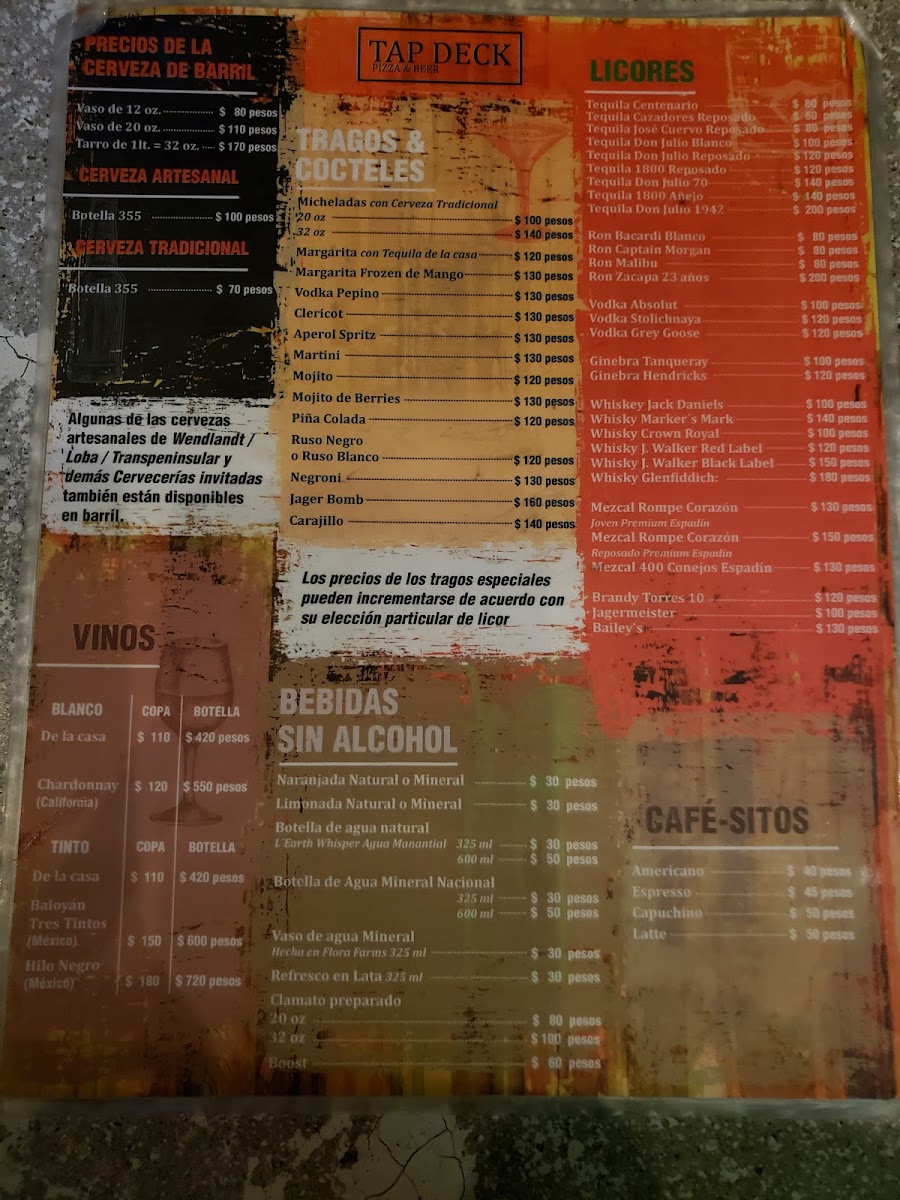 PRECIOS DE LA
CERVEZA DE BARRIL
Vaso de 12 oz. $ 80 pesos
Vaso de 20 oz. $ 110 pesos
Tarro de 1lt. = 32 oz. $ 170 pesos
CERVEZA ARTESANAL
Botella 355 $ 100 pesos
CERVEZA TRADICIONAL
Botella 355 $ 70 pesos
Algunas de las cervezas
artesanales de Wendlandt /
Loba / Transpeninsular y
demás Cervecerías invitadas
también están disponibles
en barril.
VINOS
BLANCO COPA BOTELLA
De la casa $ 110 $ 420 pesos
Chardonnay $ 120 $ 550 pesos
(California)
TINTO COPA BOTELLA
De la casa $ 110 $ 420 pesos
Baloyán
Tres Tintos
(México) $ 150 $ 600 pesos
Hilo Negro
(México) $ 180 $ 720 pesos
TAP DECK
PIZZA & BEER
TRAGOS &
COCTELES
Micheladas con Cerveza Tradicional
20 oz $ 100 pesos
32 oz $ 140 pesos
Margarita con Tequila de la casa $ 120 pesos
Margarita Frozen de Mango $ 130 pesos
Vodka Pepino $ 130 pesos
Clericot $ 130 pesos
Aperol Spritz $ 130 pesos
Martini $ 130 pesos
Mojito $ 120 pesos
Mojito de Berries $ 130 pesos
Piña Colada $ 120 pesos
Ruso Negro
o Ruso Blanco $ 120 pesos
Negroni $ 130 pesos
Jager Bomb $ 160 pesos
Carajillo $ 140 pesos
Los precios de los tragos especiales
pueden incrementarse de acuerdo con
su elección particular de licor
BEBIDAS
SIN ALCOHOL
Naranjada Natural o Mineral $ 30 pesos
Limonada Natural o Mineral $ 30 pesos
Botella de agua natural
L'Earth Whisper Agua Manantial 325 ml $ 30 pesos
600 ml $ 50 pesos
Botella de Agua Mineral Nacional
325 ml $ 30 pesos
600 ml $ 50 pesos
Vaso de agua Mineral
Hecha en Flora Farms 325 ml $ 30 pesos
Refresco en Lata 325 ml $ 30 pesos
Clamato preparado
20 oz $ 80 pesos
32 oz $ 100 pesos
Boost $ 60 pesos
LICORES
Tequila Centenario $ 80 pesos
Tequila Cazadores Reposado $ 80 pesos
Tequila José Cuervo Reposado $ 80 pesos
Tequila Don Julio Blanco $ 100 pesos
Tequila Don Julio Reposado $ 120 pesos
Tequila 1800 Reposado $ 120 pesos
Tequila Don Julio 70 $ 140 pesos
Tequila 1800 Añejo $ 140 pesos
Tequila Don Julio 1942 $ 200 pesos
Ron Bacardi Blanco $ 80 pesos
Ron Captain Morgan $ 80 pesos
Ron Malibu $ 80 pesos
Ron Zacapa 23 años $ 200 pesos
Vodka Absolut $ 100 pesos
Vodka Stolichnaya $ 120 pesos
Vodka Grey Goose $ 120 pesos
Ginebra Tanqueray $ 100 pesos
Ginebra Hendricks $ 120 pesos
Whiskey Jack Daniels $ 100 pesos
Whisky Marker's Mark $ 140 pesos
Whisky Crown Royal $ 100 pesos
Whisky J. Walker Red Label $ 120 pesos
Whisky J. Walker Black Label $ 150 pesos
Whisky Glenfiddich: $ 180 pesos
Mezcal Rompe Corazón $ 130 pesos
Joven Premium Espadín
Mezcal Rompe Corazón $ 150 pesos
Reposado Premium Espadín
Mezcal 400 Conejos Espadín $ 130 pesos
Brandy Torres 10 $ 120 pesos
Jagermeister $ 100 pesos
Bailey's $ 130 pesos
CAFÉ-SITOS
Americano $ 40 pesos
Espresso $ 45 pesos
Capuchino $ 50 pesos
Latte $ 50 pesos